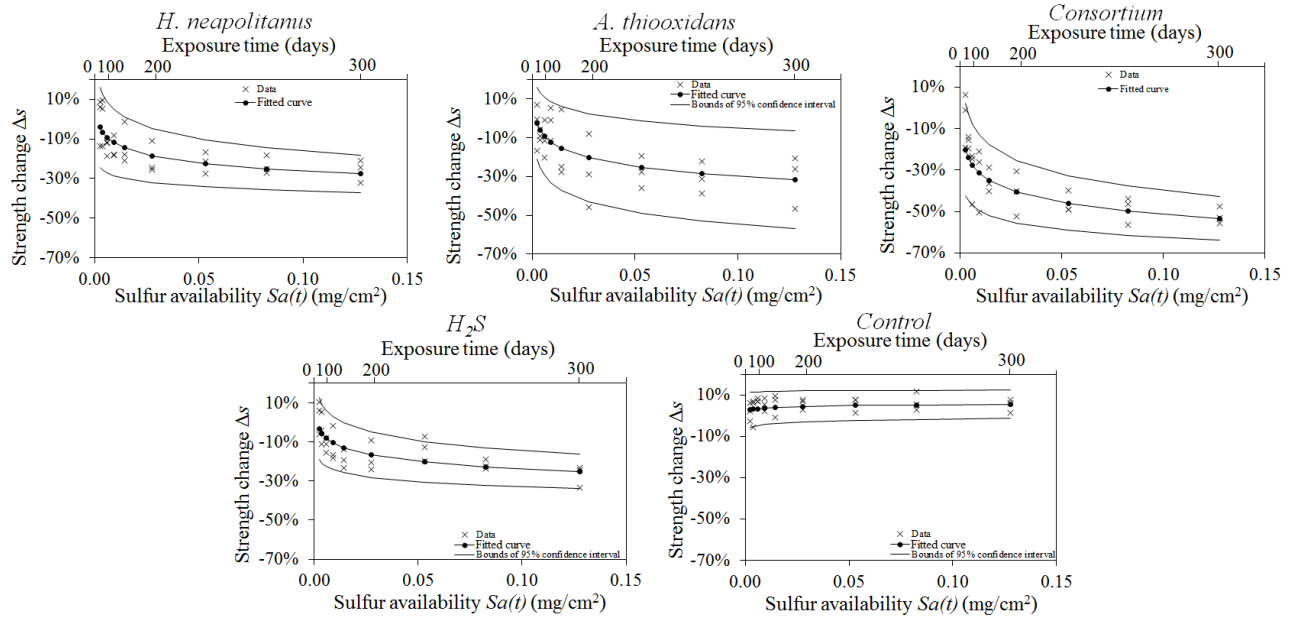 H. neapolitanus
Exposure time (days)
0 100 200 300
Data
Fitted curve
10%
-10%
-30%
-50%
-70%
Strength change Δs
0.00 0.05 0.10 0.15
Sulfur availability Sa(t) (mg/cm²)
A. thiooxidans
Exposure time (days)
0 100 200 300
Data
Fitted curve
Bounds of 95% confidence interval
10%
-10%
-30%
-50%
-70%
Strength change Δs
0.00 0.05 0.10 0.15
Sulfur availability Sa(t) (mg/cm²)
Consortium
Exposure time (days)
0 100 200 300
Data
Fitted curve
10%
-10%
-30%
-50%
-70%
Strength change Δs
0.00 0.05 0.10 0.15
Sulfur availability Sa(t) (mg/cm²)
H₂S
Exposure time (days)
0 100 200 300
10%
-10%
-30%
-50%
-70%
Strength change Δs
Data
Fitted curve
Bounds of 95% confidence interval
0.00 0.05 0.10 0.15
Sulfur availability Sa(t) (mg/cm²)
Control
Exposure time (days)
0 100 200 300
10%
-10%
-30%
-50%
-70%
Strength change Δs
Data
Fitted curve
Bounds of 95% confidence interval
0.00 0.05 0.10 0.15
Sulfur availability Sa(t) (mg/cm²)